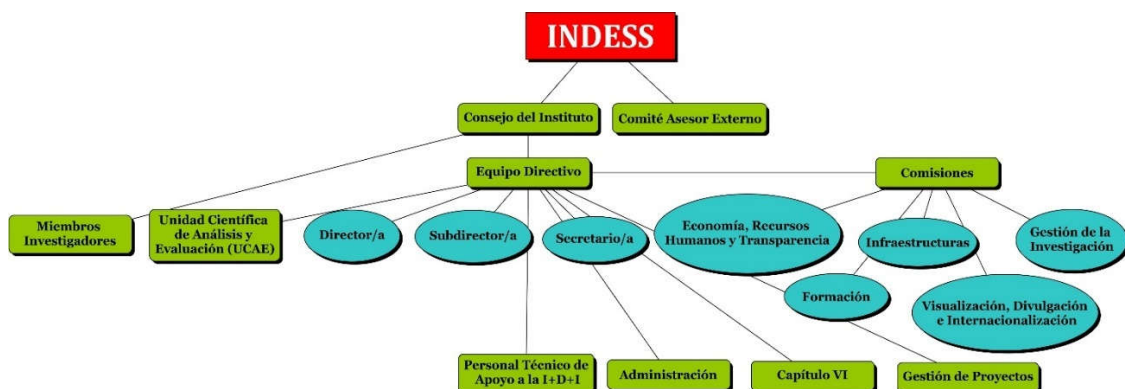 INDESS
Consejo del Instituto
Comité Asesor Externo
Equipo Directivo
Comisiones
Miembros
Investigadores
Unidad Científica
de Análisis y
Evaluación (UCAE)
Director/a
Subdirector/a
Secretario/a
Economía, Recursos
Humanos y Transparencia
Infraestructuras
Gestión de la
Investigación
Formación
Visualización, Divulgación
e Internacionalización
Personal Técnico de
Apoyo a la I+D+I
Administración
Capítulo VI
Gestión de Proyectos